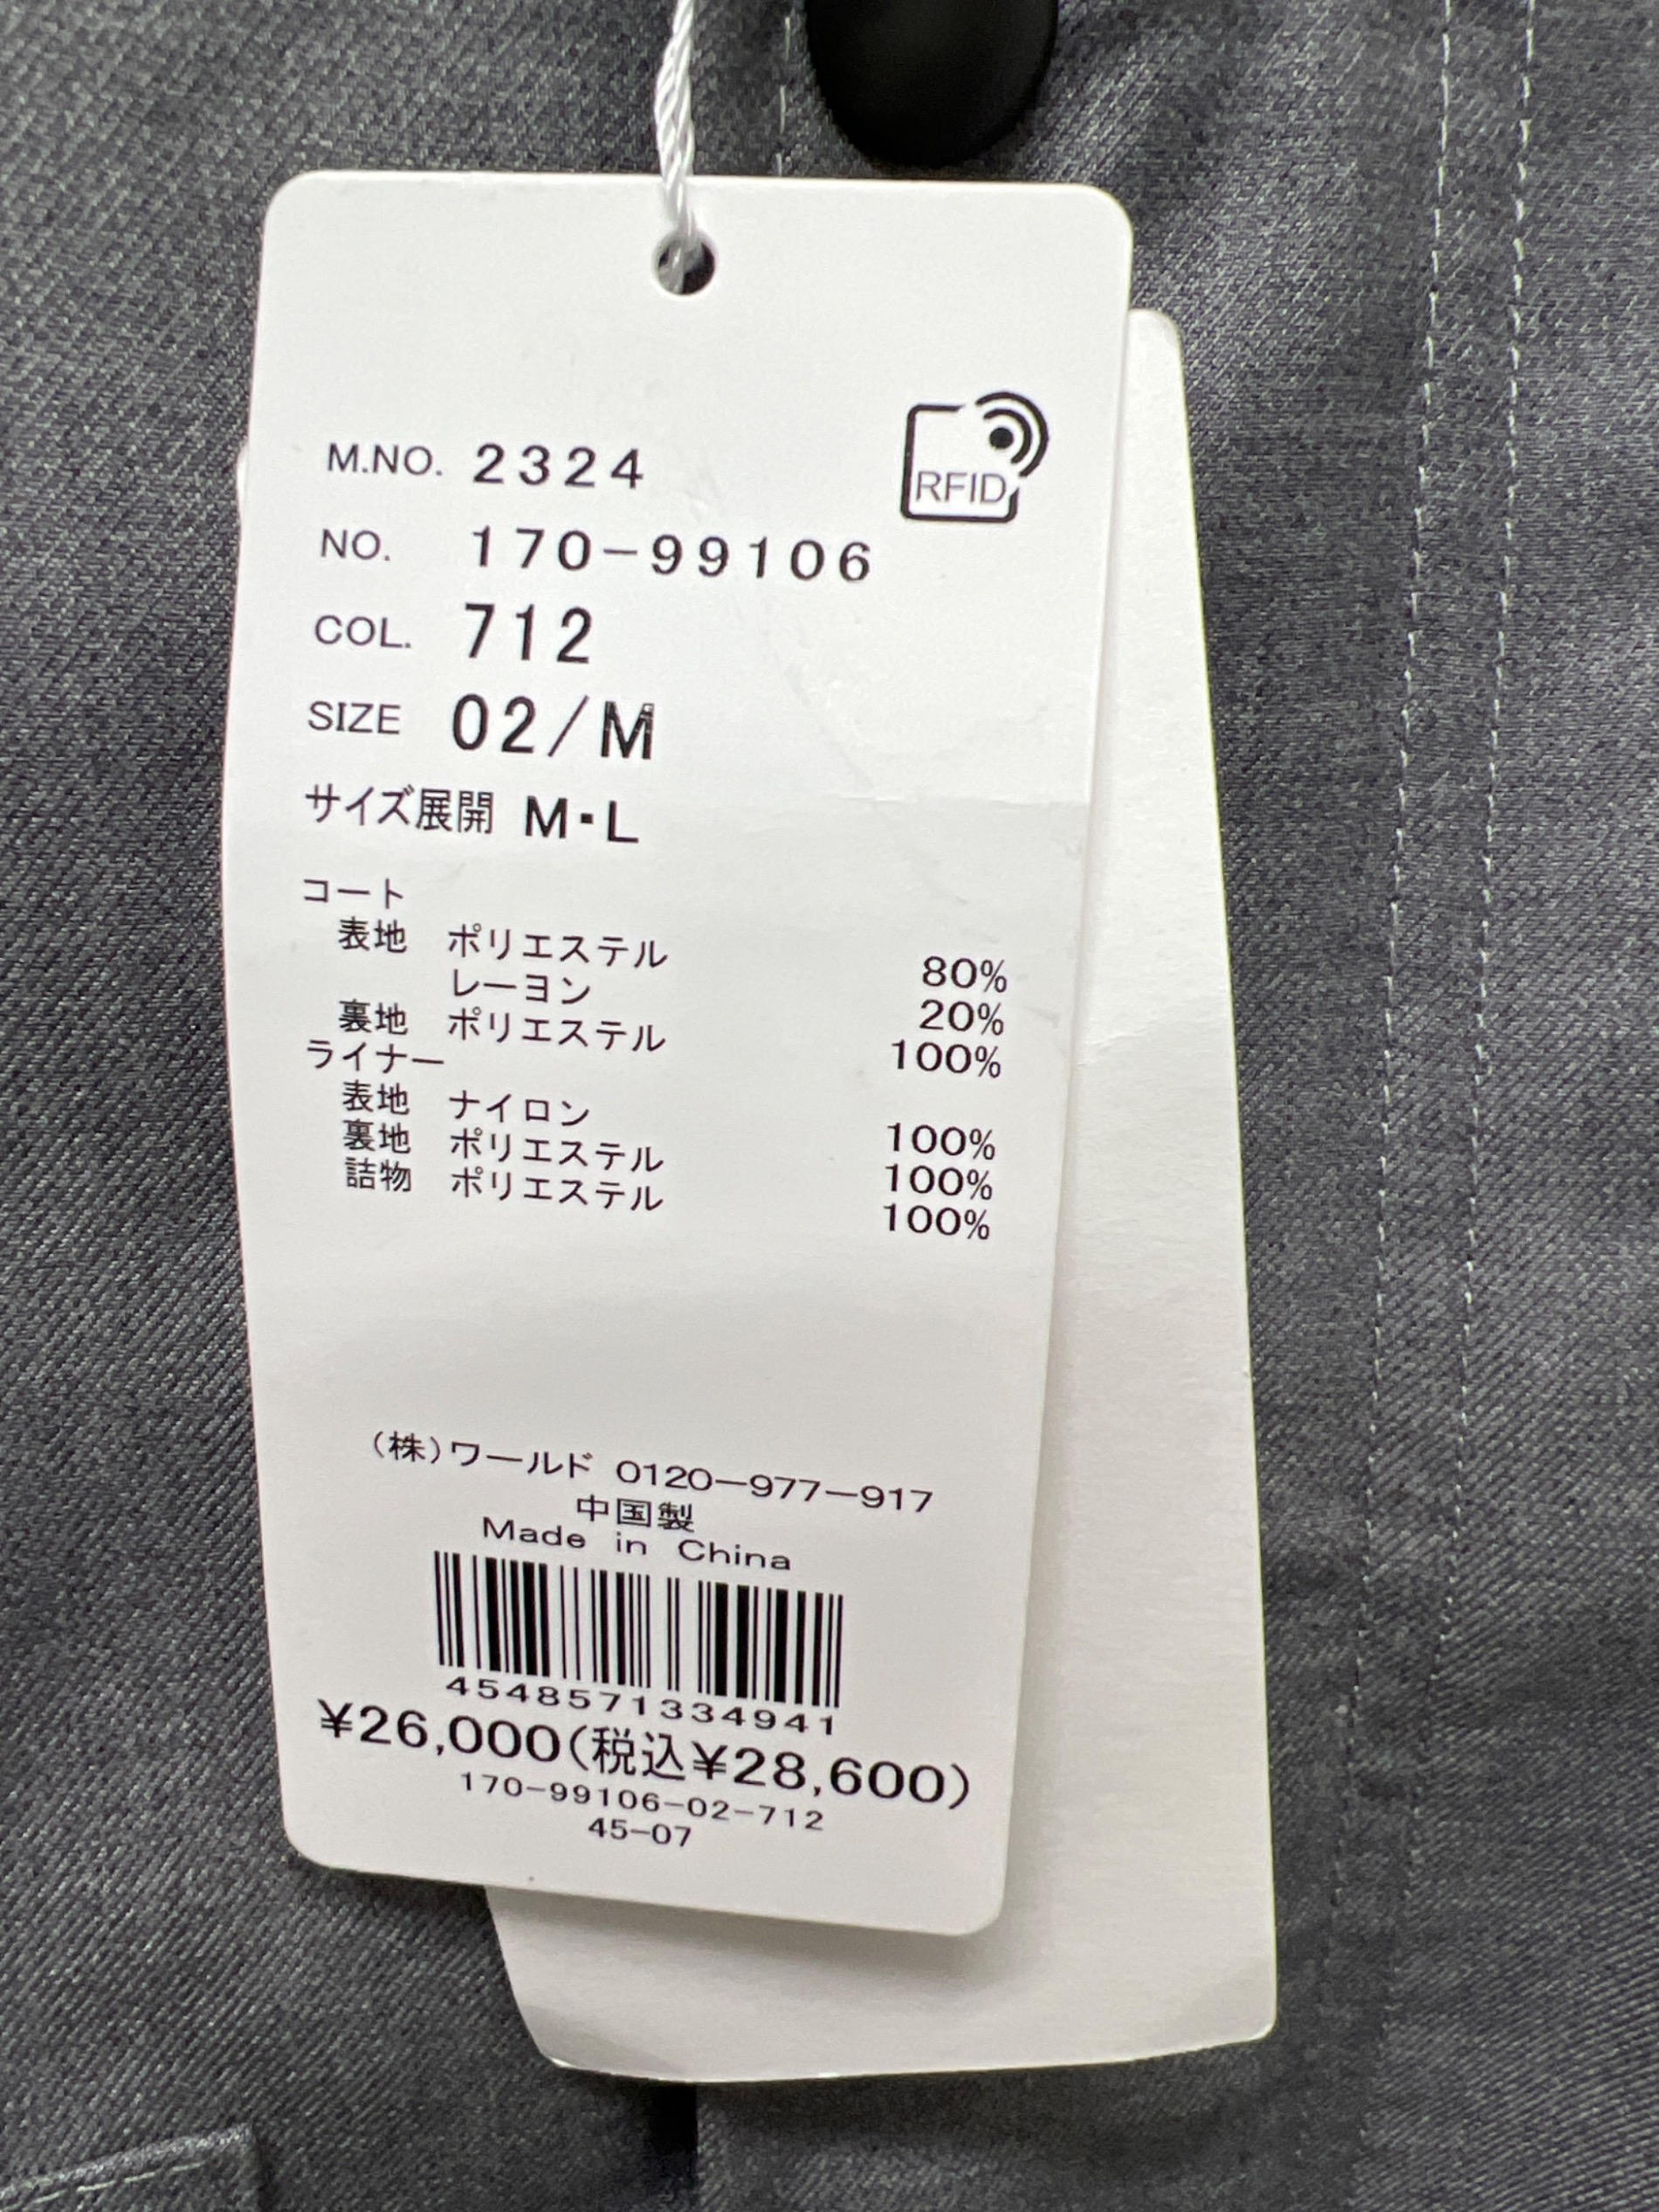 RFID
M.NO. 2324
NO. 170-99106
COL. 712
SIZE 02/M
サイズ展開 M・L
コート
表地 ポリエステル 80%
レーヨン 20%
裏地 ポリエステル 100%
ライナー
表地 ナイロン 100%
裏地 ポリエステル 100%
詰物 ポリエステル 100%
(株)ワールド 0120-977-917
中国製
Made in China
4548571334941
¥26,000(税込¥28,600)
170-99106-02-712
45-07